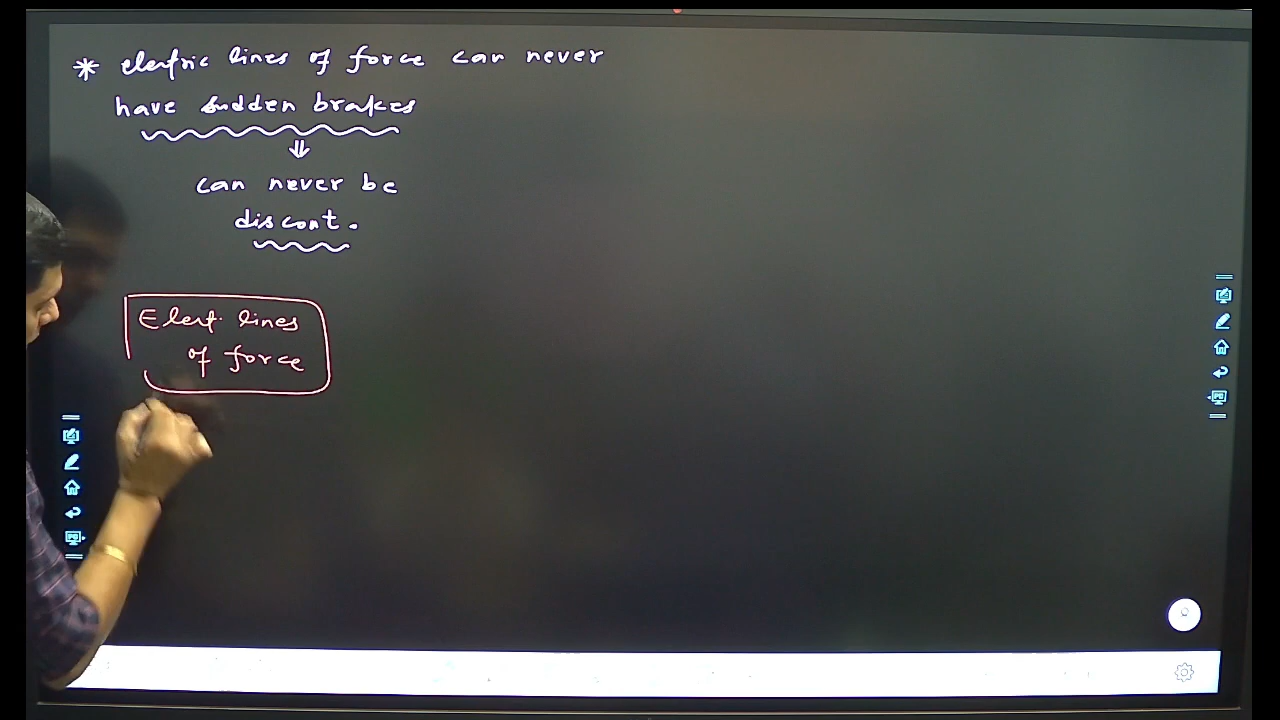 * electric lines of force can never
have sudden brakes
⇓
can never be
discont.
Elect. lines
of force